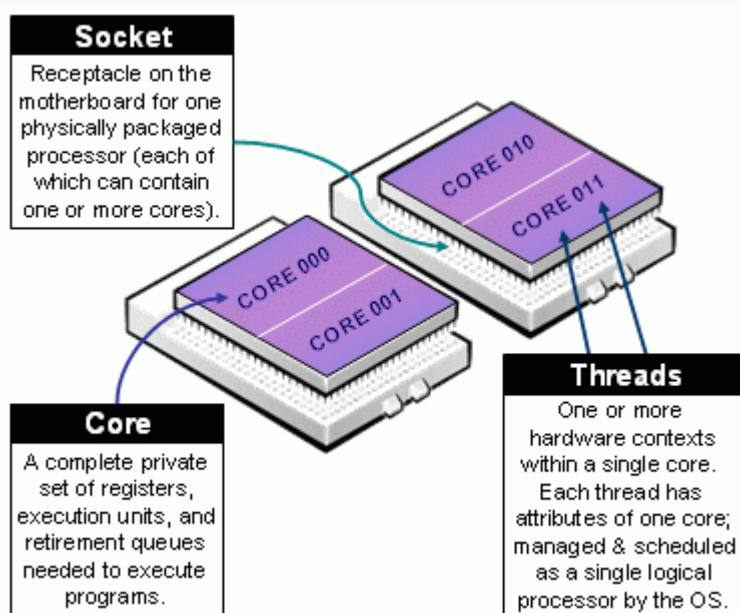 Socket
Receptacle on the
motherboard for one
physically packaged
processor (each of
which can contain
one or more cores).
CORE 010
CORE 011
CORE 000
CORE 001
Core
A complete private
set of registers,
execution units, and
retirement queues
needed to execute
programs.
Threads
One or more
hardware contexts
within a single core.
Each thread has
attributes of one core;
managed & scheduled
as a single logical
processor by the OS.